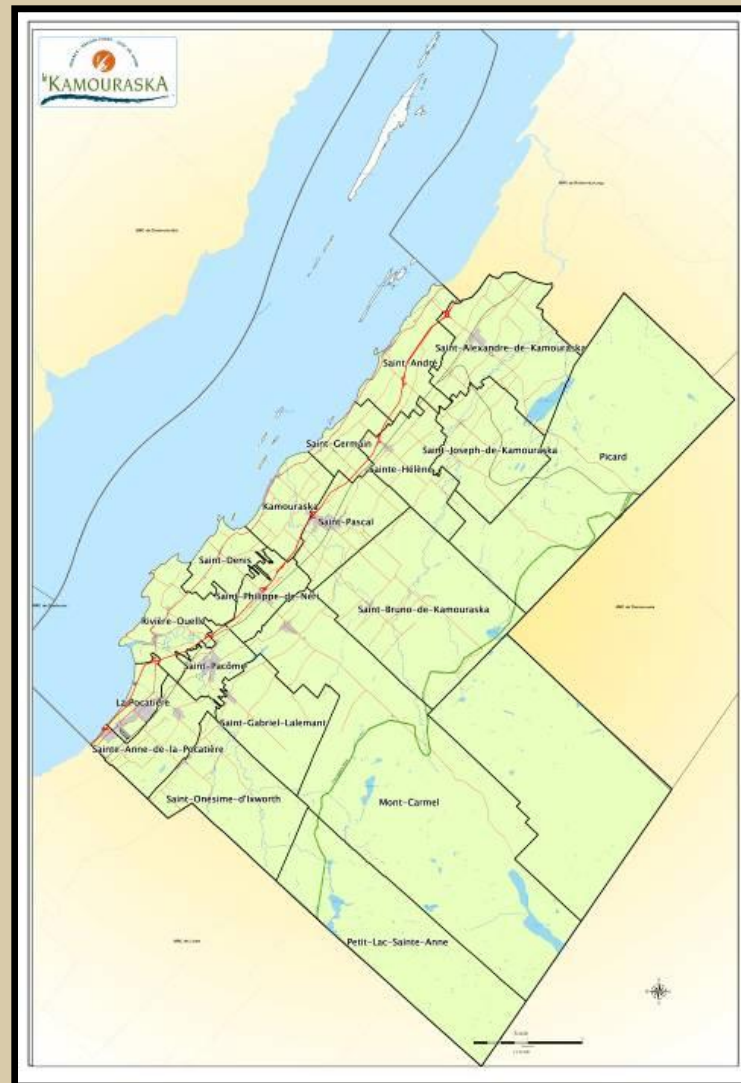 le
KAMOURASKA
Saint-Alexandre-de-Kamouraska
Saint-André
Saint-Germain
Saint-Joseph-de-Kamouraska
Picard
Sainte-Hélène
Kamouraska
Saint-Pascal
Saint-Denis
Saint-Philippe-de-Néri
Saint-Bruno-de-Kamouraska
Rivière-Ouelle
Saint-Pacôme
La Pocatière
Saint-Gabriel-Lalemant
Sainte-Anne-de-la-Pocatière
Saint-Onésime-d'Ixworth
Mont-Carmel
Petit-Lac-Sainte-Anne